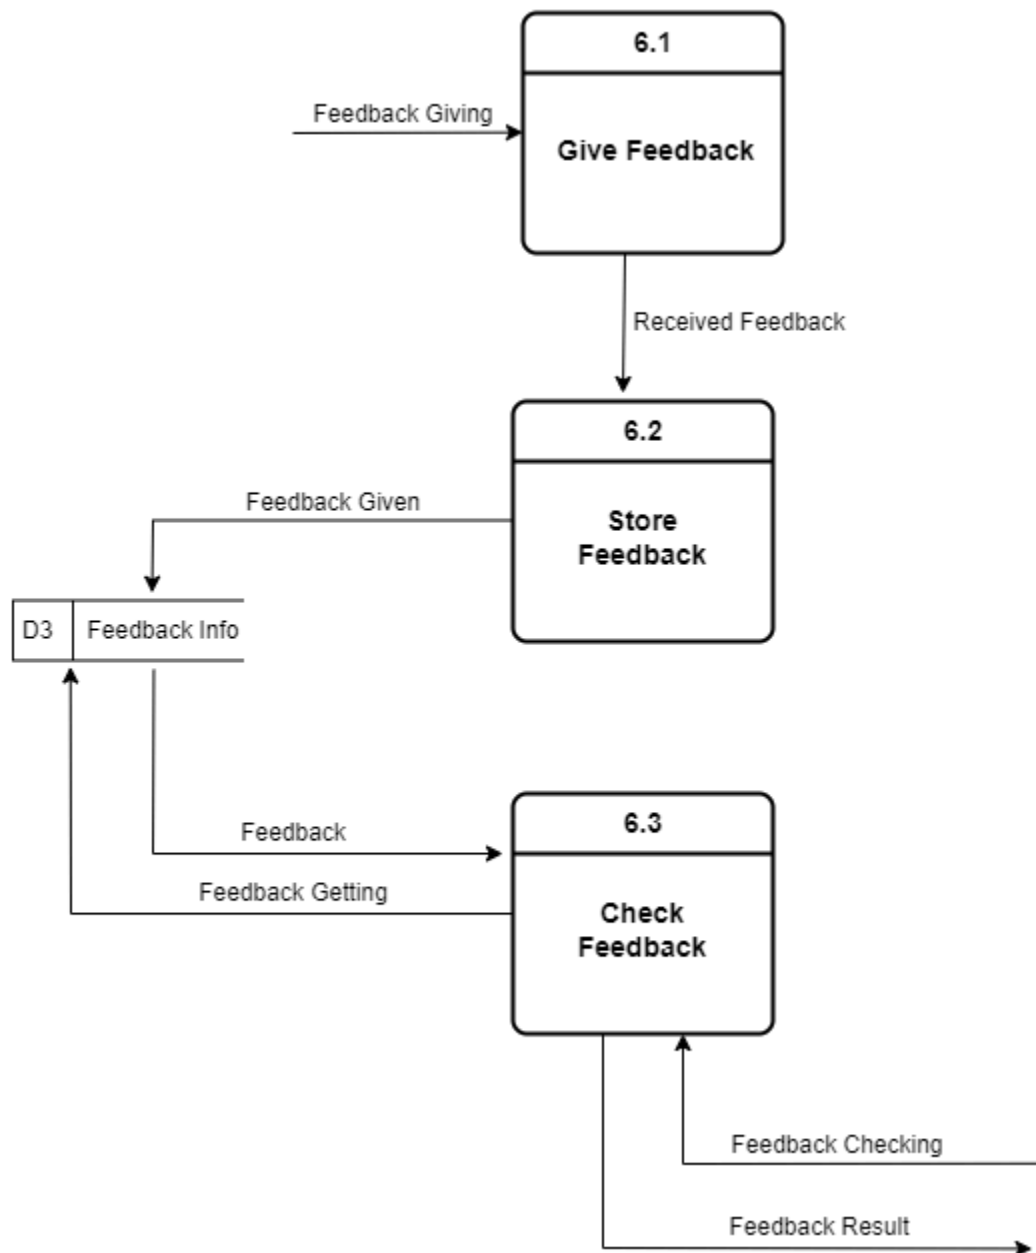 6.1
Feedback Giving
Give Feedback
Received Feedback
6.2
Feedback Given
Store
Feedback
D3
Feedback Info
6.3
Feedback
Feedback Getting
Check
Feedback
Feedback Checking
Feedback Result